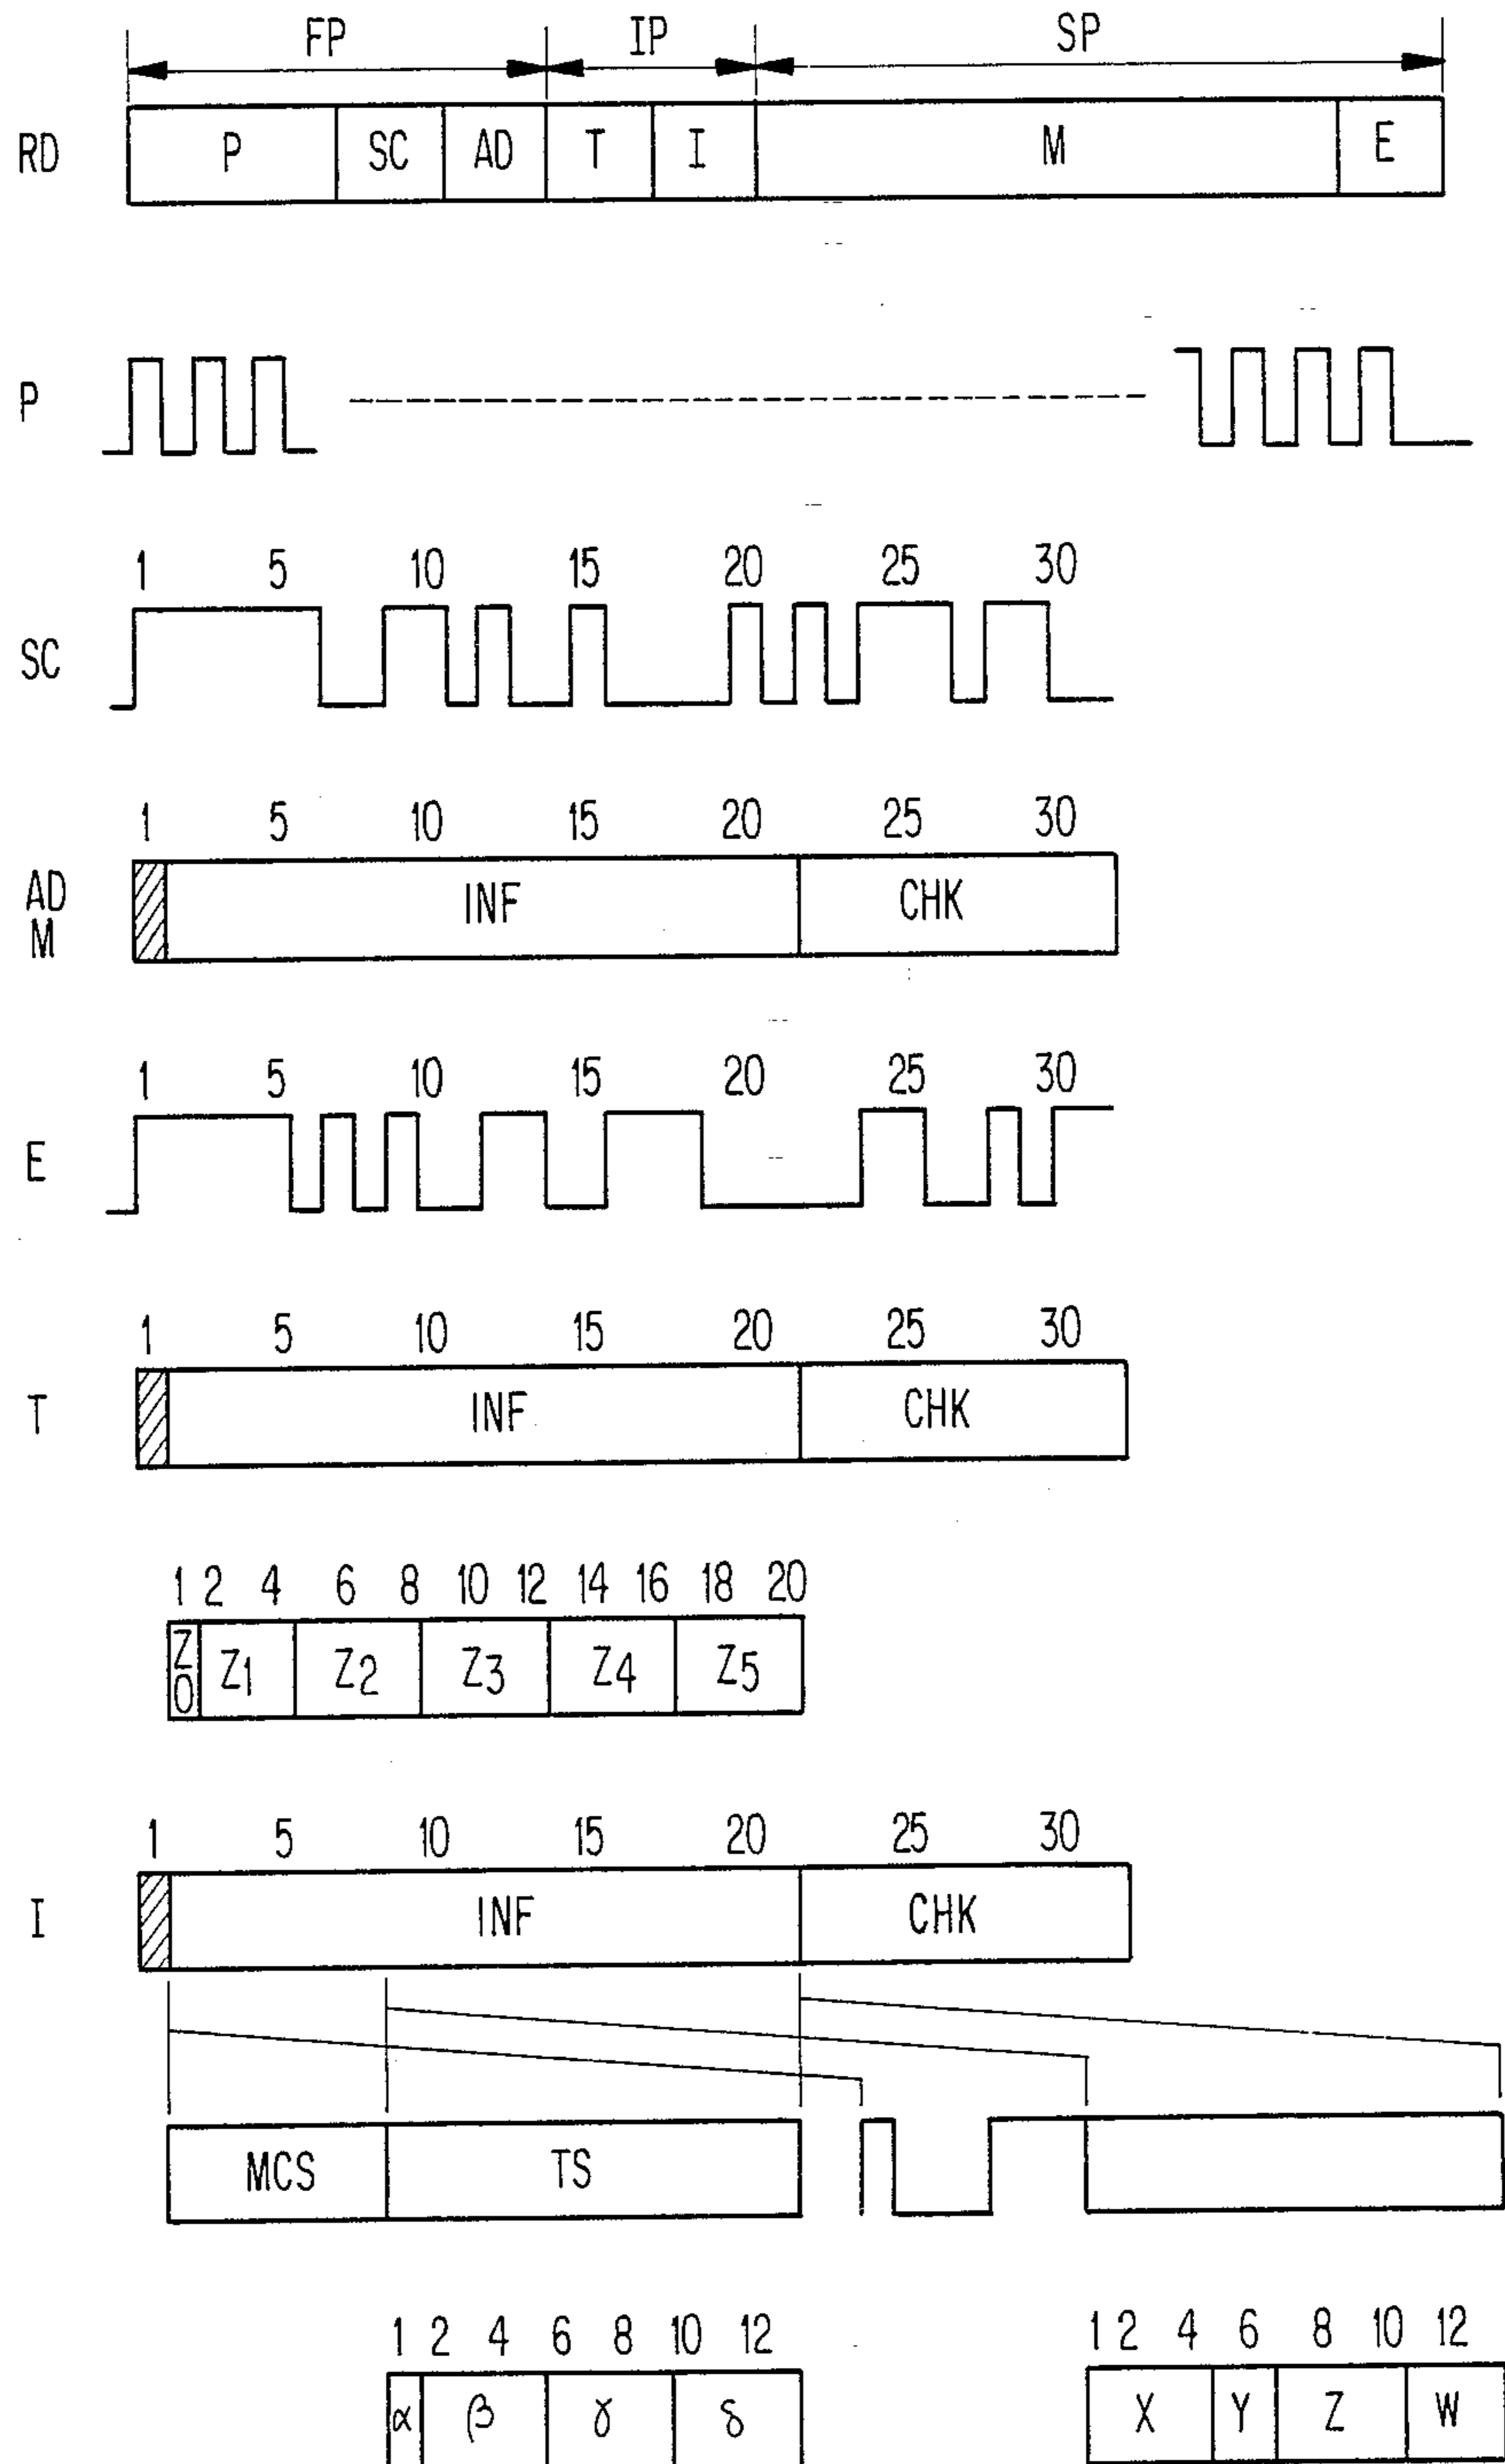 FP IP SP
RD P SC AD T I M E
P
1 5 10 15 20 25 30
SC
1 5 10 15 20 25 30
AD
M INF CHK
1 5 10 15 20 25 30
E
1 5 10 15 20 25 30
T INF CHK
1 2 4 6 8 10 12 14 16 18 20
Z0 Z1 Z2 Z3 Z4 Z5
1 5 10 15 20 25 30
I INF CHK
MCS TS
1 2 4 6 8 10 12 1 2 4 6 8 10 12
α β γ δ X Y Z W